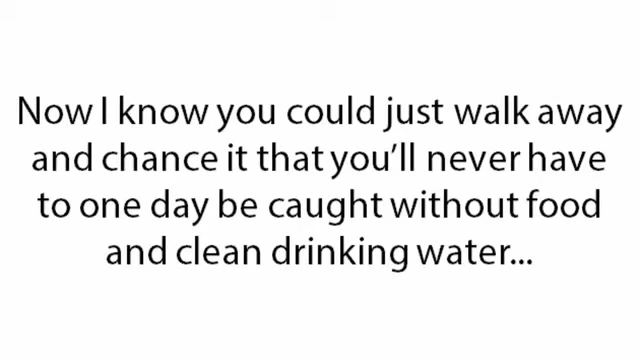 Now I know you could just walk away
and chance it that you’ll never have
to one day be caught without food
and clean drinking water...